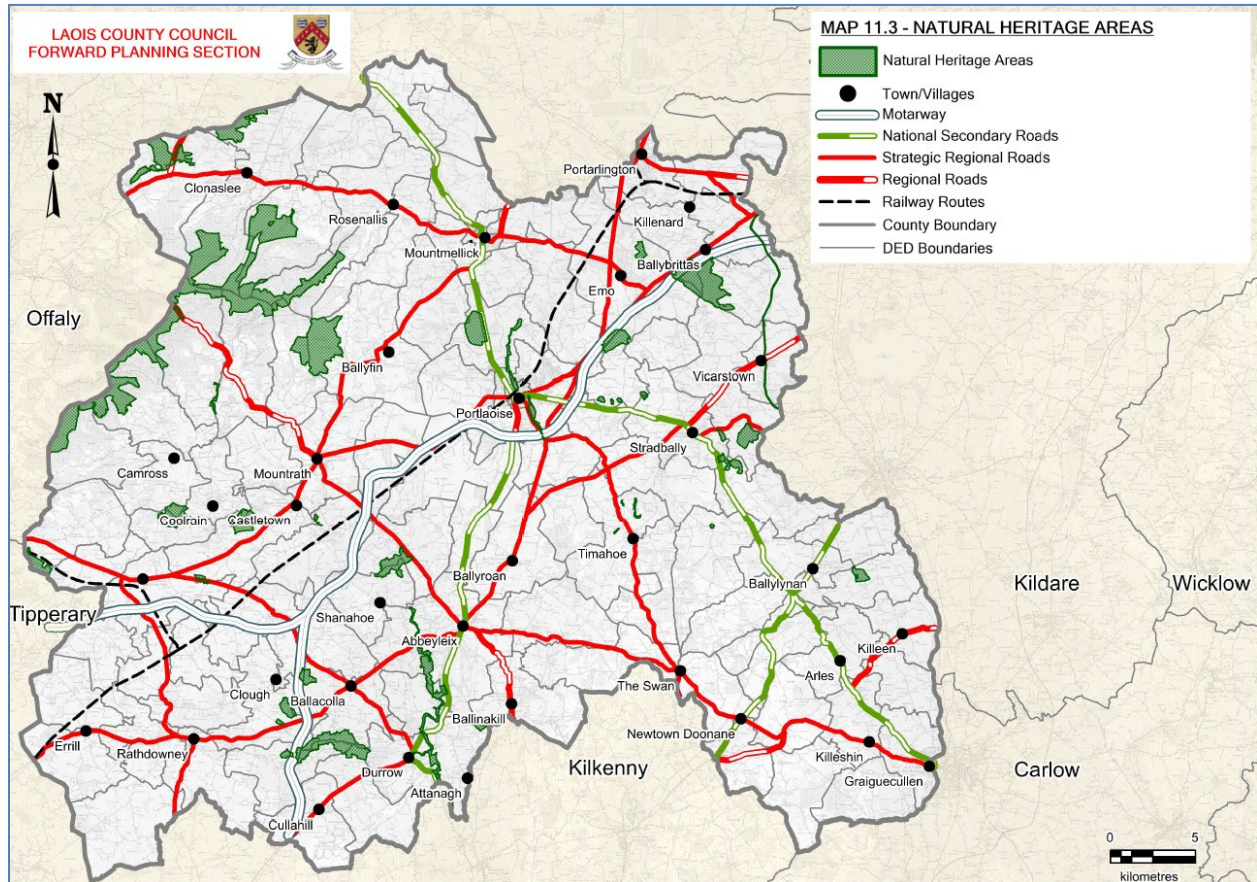 LAOIS COUNTY COUNCIL
FORWARD PLANNING SECTION
N
MAP 11.3 - NATURAL HERITAGE AREAS
Natural Heritage Areas
Town/Villages
Motarway
National Secondary Roads
Strategic Regional Roads
Regional Roads
Railway Routes
County Boundary
DED Boundaries
Portarlington
Clonaslee
Rosenallis
Killenard
Mountmellick
Ballybrittas
Emo
Offaly
Ballyfin
Vicarstown
Portlaoise
Stradbally
Camross
Mountrath
Coolrain
Castletown
Timahoe
Ballyroan
Ballylynan
Kildare
Wicklow
Tipperary
Shanahoe
Abbeyleix
Killeen
Arles
The Swan
Clough
Ballacolla
Ballinakill
Newtown Doonane
Errill
Rathdowney
Durrow
Kilkenny
Killeshin
Carlow
Graiguecullen
Attanagh
Cullahill
0 5
kilometres